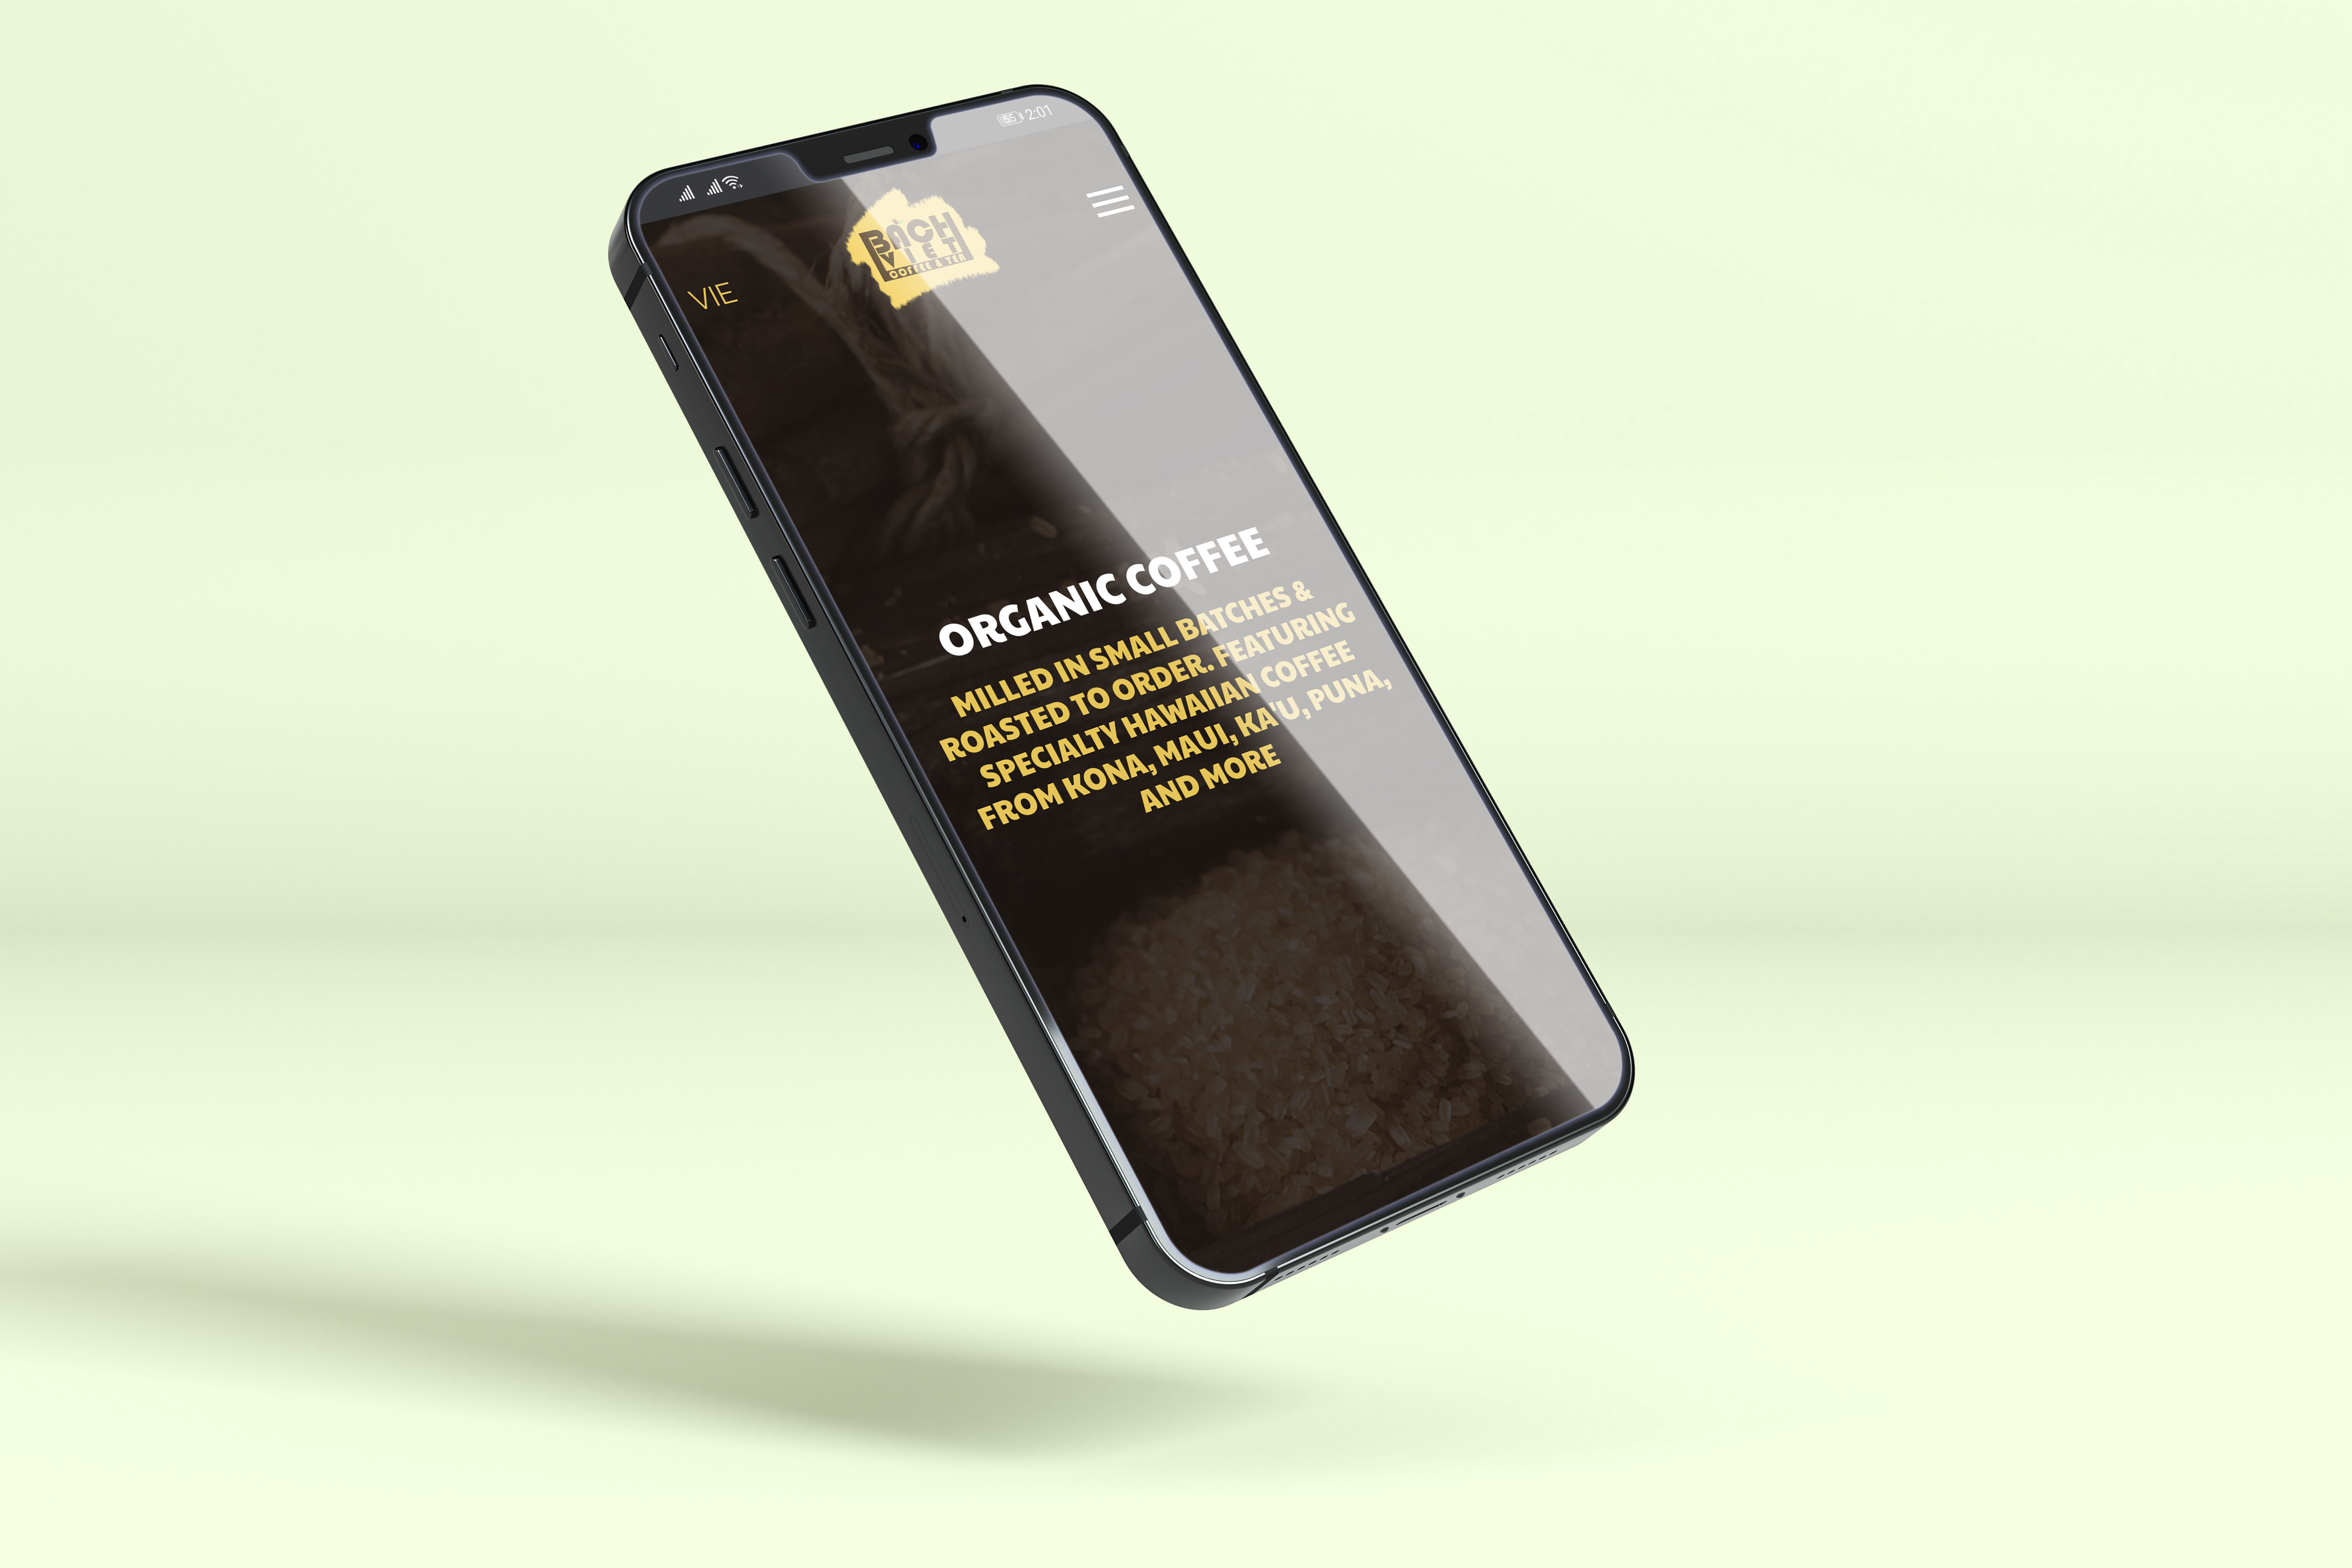 55 2:01
BÁCH
VIET
COFFEE & TEA
VIE
ORGANIC COFFEE
MILLED IN SMALL BATCHES &
ROASTED TO ORDER. FEATURING
SPECIALTY HAWAIIAN COFFEE
FROM KONA, MAUI, KA'U, PUNA,
AND MORE